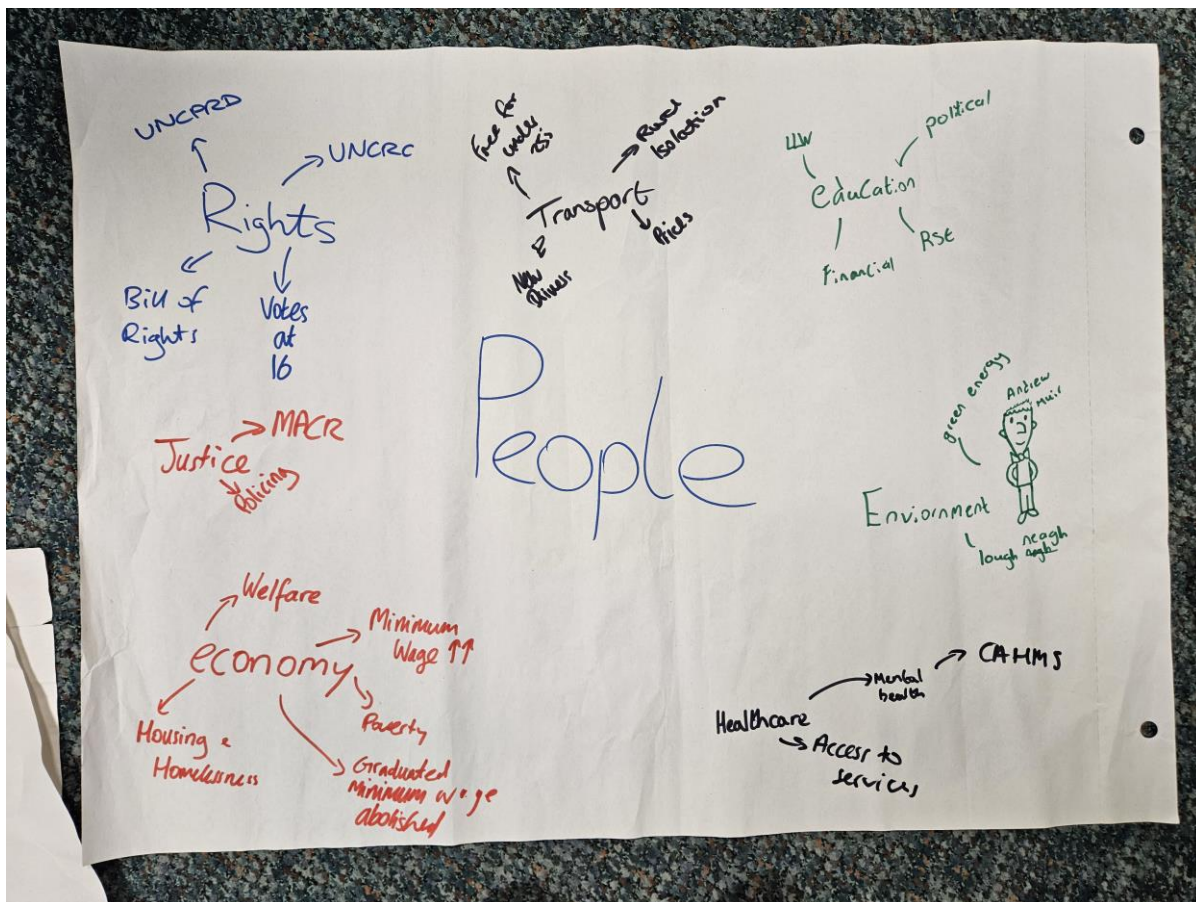 UNCPRD
UNCRC
Rights
Bill of
Rights
Votes
at
16
Free for
under
25s
Rural
Isolation
Transport
Prices
New
Drivers
political
LLW
education
Financial
RSE
People
Justice
MACR
Policing
green energy
Andrew
Muir
Enviornment
lough neagh
Welfare
economy
Minimum
Wage ↑↑
Poverty
Housing &
Homelessness
Graduated
Minimum wage
abolished
CAHMS
Mental
health
Healthcare
Access to
services